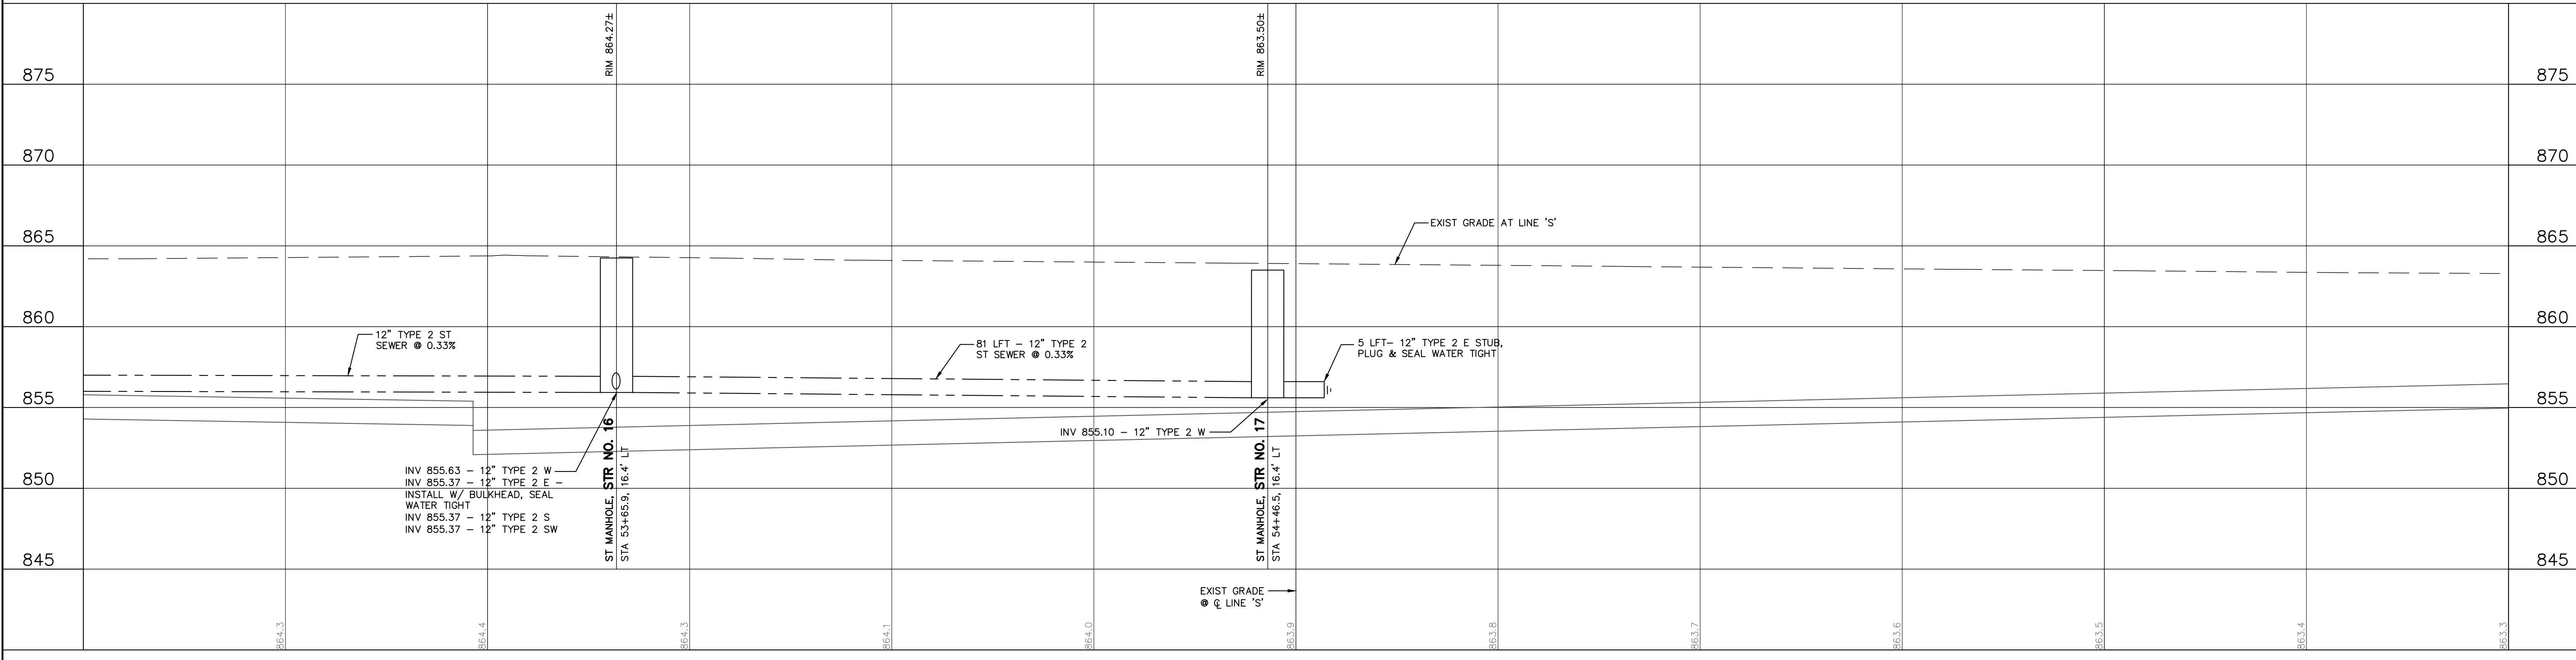 RIM 864.27±
RIM 863.50±
875
875
870
870
865
865
EXIST GRADE AT LINE 'S'
860
860
12" TYPE 2 ST
SEWER @ 0.33%
81 LFT - 12" TYPE 2
ST SEWER @ 0.33%
5 LFT- 12" TYPE 2 E STUB,
PLUG & SEAL WATER TIGHT
855
855
INV 855.10 - 12" TYPE 2 W
INV 855.63 - 12" TYPE 2 W
INV 855.37 - 12" TYPE 2 E -
INSTALL W/ BULKHEAD, SEAL
WATER TIGHT
INV 855.37 - 12" TYPE 2 S
INV 855.37 - 12" TYPE 2 SW
ST MANHOLE, STR NO. 16
STA 53+65.9, 16.4' LT
ST MANHOLE, STR NO. 17
STA 54+46.5, 16.4' LT
850
850
845
845
EXIST GRADE
@ ℄ LINE 'S'
864.3
864.4
864.3
864.1
864.0
863.9
863.8
863.7
863.6
863.5
863.4
863.3